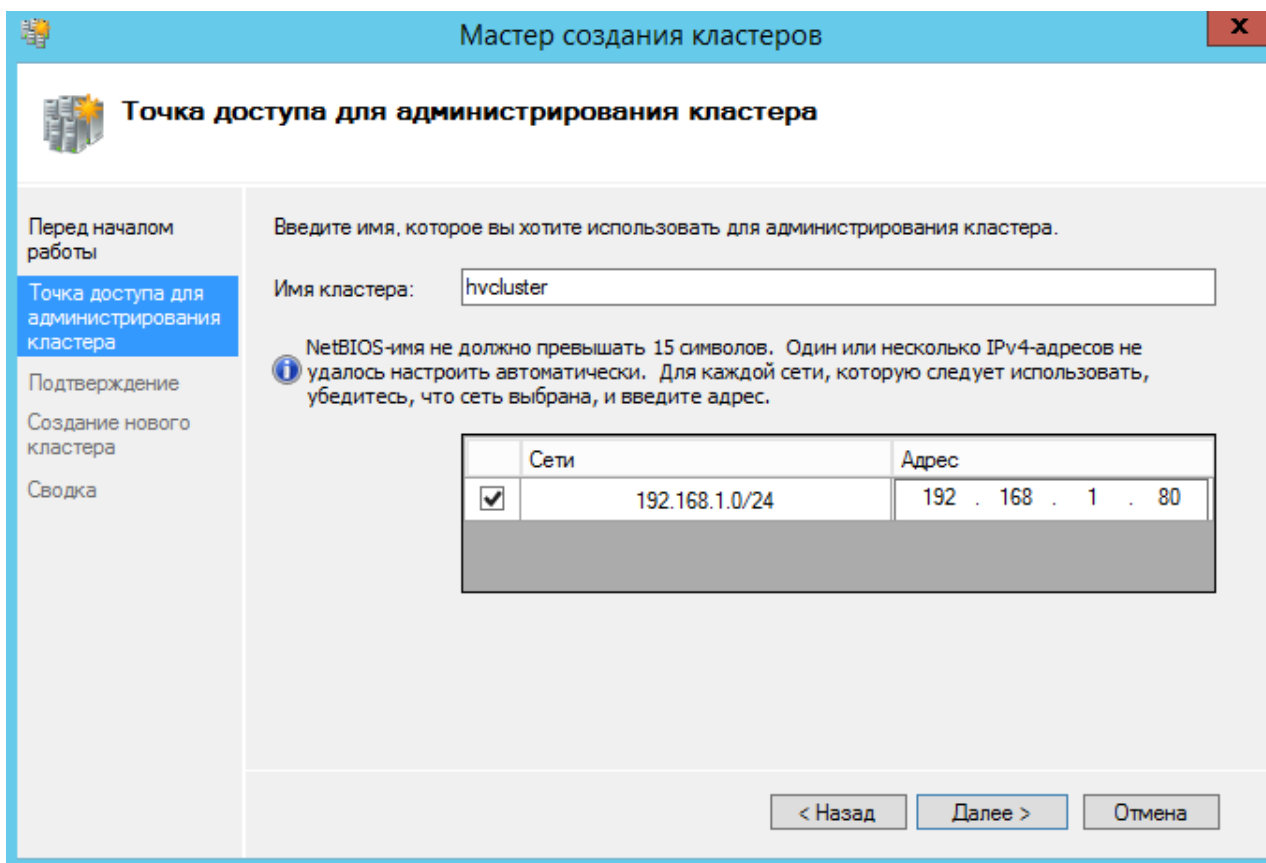 Мастер создания кластеров
x
Точка доступа для администрирования кластера
Перед началом
работы
Точка доступа для
администрирования
кластера
Подтверждение
Создание нового
кластера
Сводка
Введите имя, которое вы хотите использовать для администрирования кластера.
Имя кластера: hvcluster
NetBIOS-имя не должно превышать 15 символов. Один или несколько IPv4-адресов не
удалось настроить автоматически. Для каждой сети, которую следует использовать,
убедитесь, что сеть выбрана, и введите адрес.
Сети Адрес
192.168.1.0/24 192 . 168 . 1 . 80
< Назад Далее > Отмена